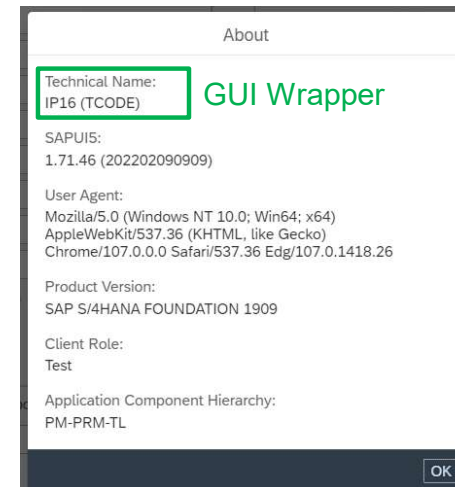 About
Technical Name:
IP16 (TCODE)
GUI Wrapper
SAPUI5:
1.71.46 (202202090909)
User Agent:
Mozilla/5.0 (Windows NT 10.0; Win64; x64)
AppleWebKit/537.36 (KHTML, like Gecko)
Chrome/107.0.0.0 Safari/537.36 Edg/107.0.1418.26
Product Version:
SAP S/4HANA FOUNDATION 1909
Client Role:
Test
Application Component Hierarchy:
PM-PRM-TL
OK